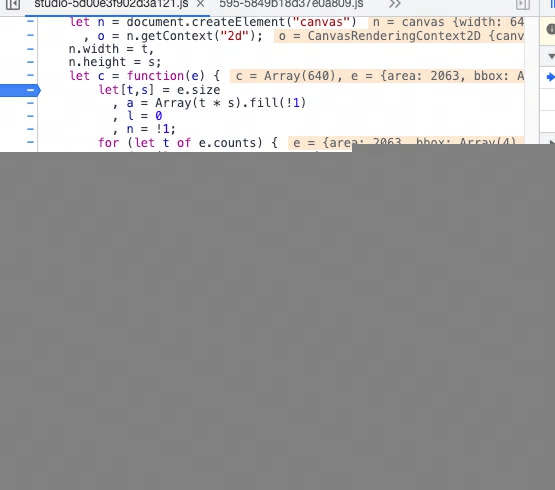 studio-5d00e3f902d3a121.js × 595-5849b18d37e0a809.js »
let n = document.createElement("canvas") n = canvas {width: 64
, o = n.getContext("2d"); o = CanvasRenderingContext2D {canv
n.width = t,
n.height = s;
let c = function(e) { c = Array(640), e = {area: 2063, bbox: A
let[t,s] = e.size
, a = Array(t * s).fill(!1)
, l = 0
, n = !1;
for (let t of e.counts) { e = {area: 2063, bbox: Array(4)